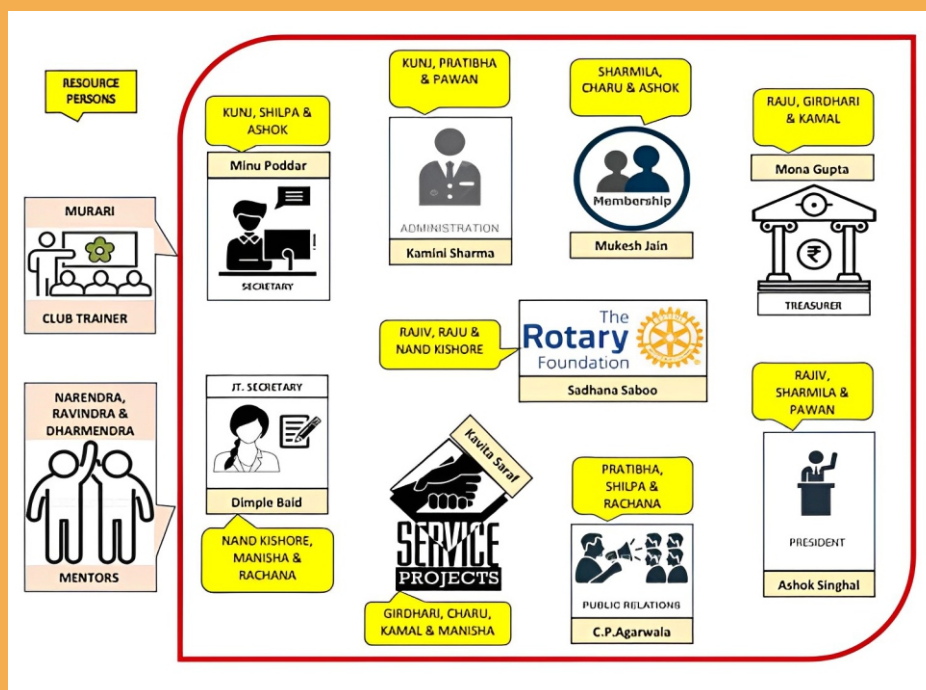 RESOURCE
PERSONS
KUNJ, SHILPA &
ASHOK
Minu Poddar
SECRETARY
KUNJ, PRATIBHA
& PAWAN
ADMINISTRATION
Kamini Sharma
SHARMILA,
CHARU & ASHOK
Membership
Mukesh Jain
RAJU, GIRDHARI
& KAMAL
Mona Gupta
₹
TREASURER
MURARI
CLUB TRAINER
RAJIV, RAJU &
NAND KISHORE
The
Rotary
Foundation
Sadhana Saboo
NARENDRA,
RAVINDRA &
DHARMENDRA
MENTORS
JT. SECRETARY
Dimple Baid
NAND KISHORE,
MANISHA &
RACHANA
Kavita Saraf
SERVICE
PROJECTS
GIRDHARI, CHARU,
KAMAL & MANISHA
PRATIBHA,
SHILPA &
RACHANA
PUBLIC RELATIONS
C.P.Agarwala
RAJIV,
SHARMILA &
PAWAN
PRESIDENT
Ashok Singhal